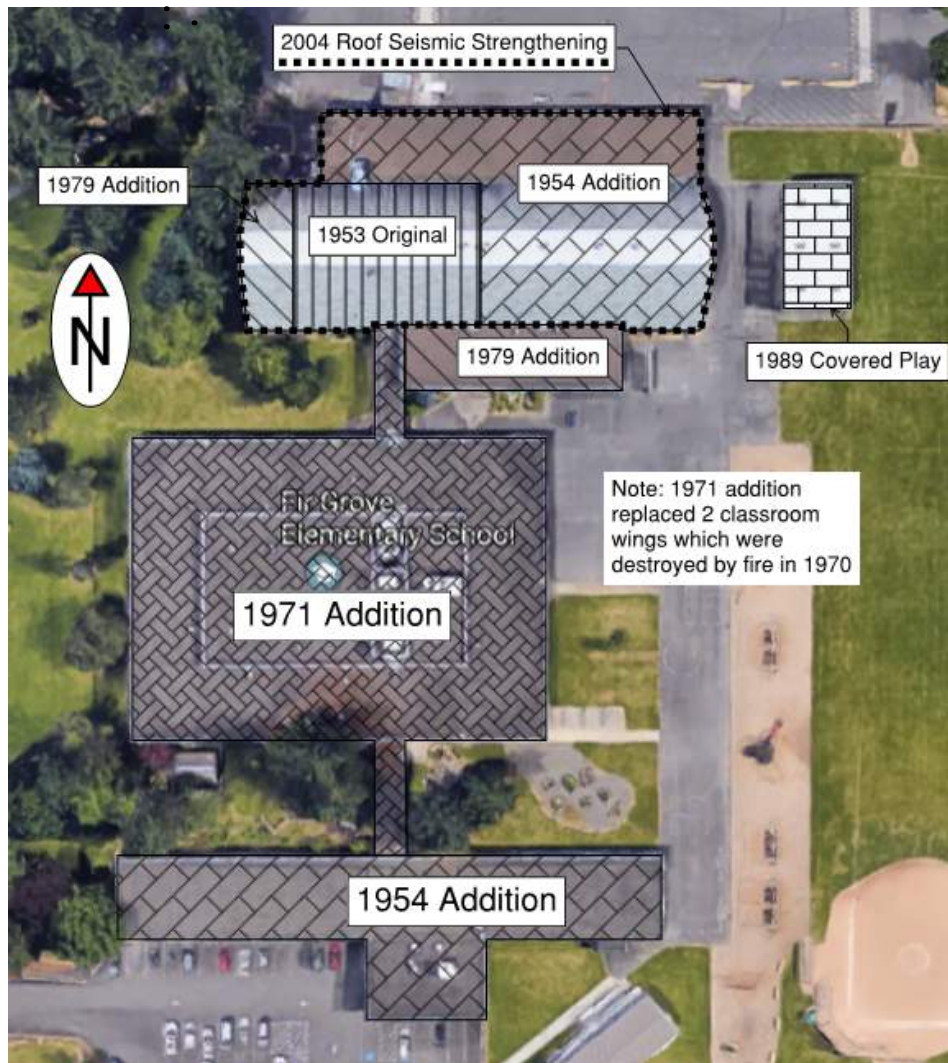 2004 Roof Seismic Strengthening
1979 Addition
1954 Addition
1953 Original
N
1979 Addition
1989 Covered Play
Note: 1971 addition
replaced 2 classroom
wings which were
destroyed by fire in 1970
Fir Grove
Elementary School
1971 Addition
1954 Addition